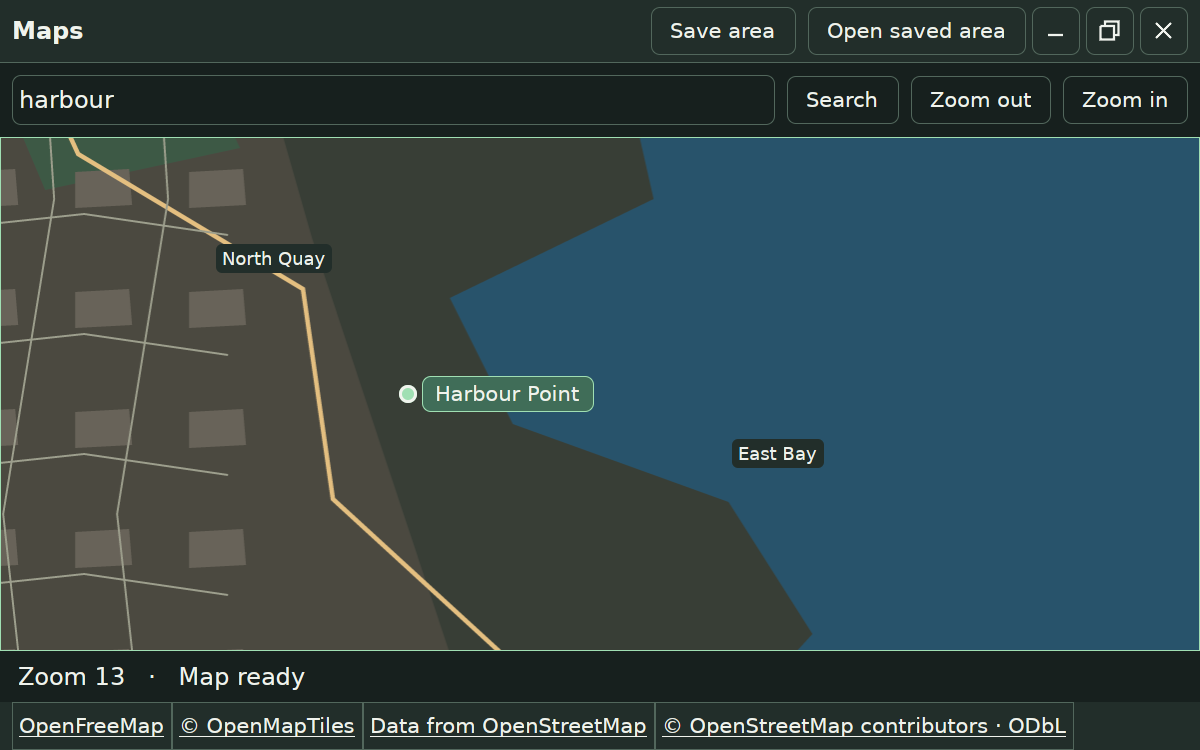 Maps
Save area
Open saved area
harbour
Search
Zoom out
Zoom in
North Quay
Harbour Point
East Bay
Zoom 13 · Map ready
OpenFreeMap
© OpenMapTiles
Data from OpenStreetMap
© OpenStreetMap contributors · ODbL